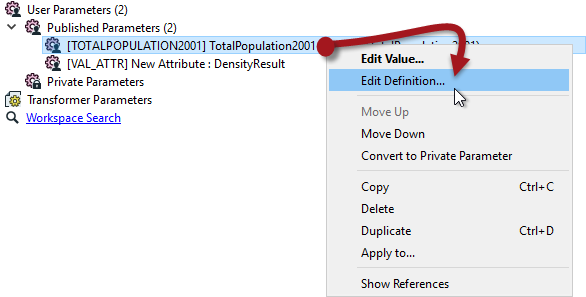 User Parameters (2)
Published Parameters (2)
[TOTALPOPULATION2001] TotalPopulation2001
[VAL_ATTR] New Attribute : DensityResult
Private Parameters
Transformer Parameters
Workspace Search
Edit Value...
Edit Definition...
Move Up
Move Down
Convert to Private Parameter
Copy Ctrl+C
Delete
Duplicate Ctrl+D
Apply to...
Show References